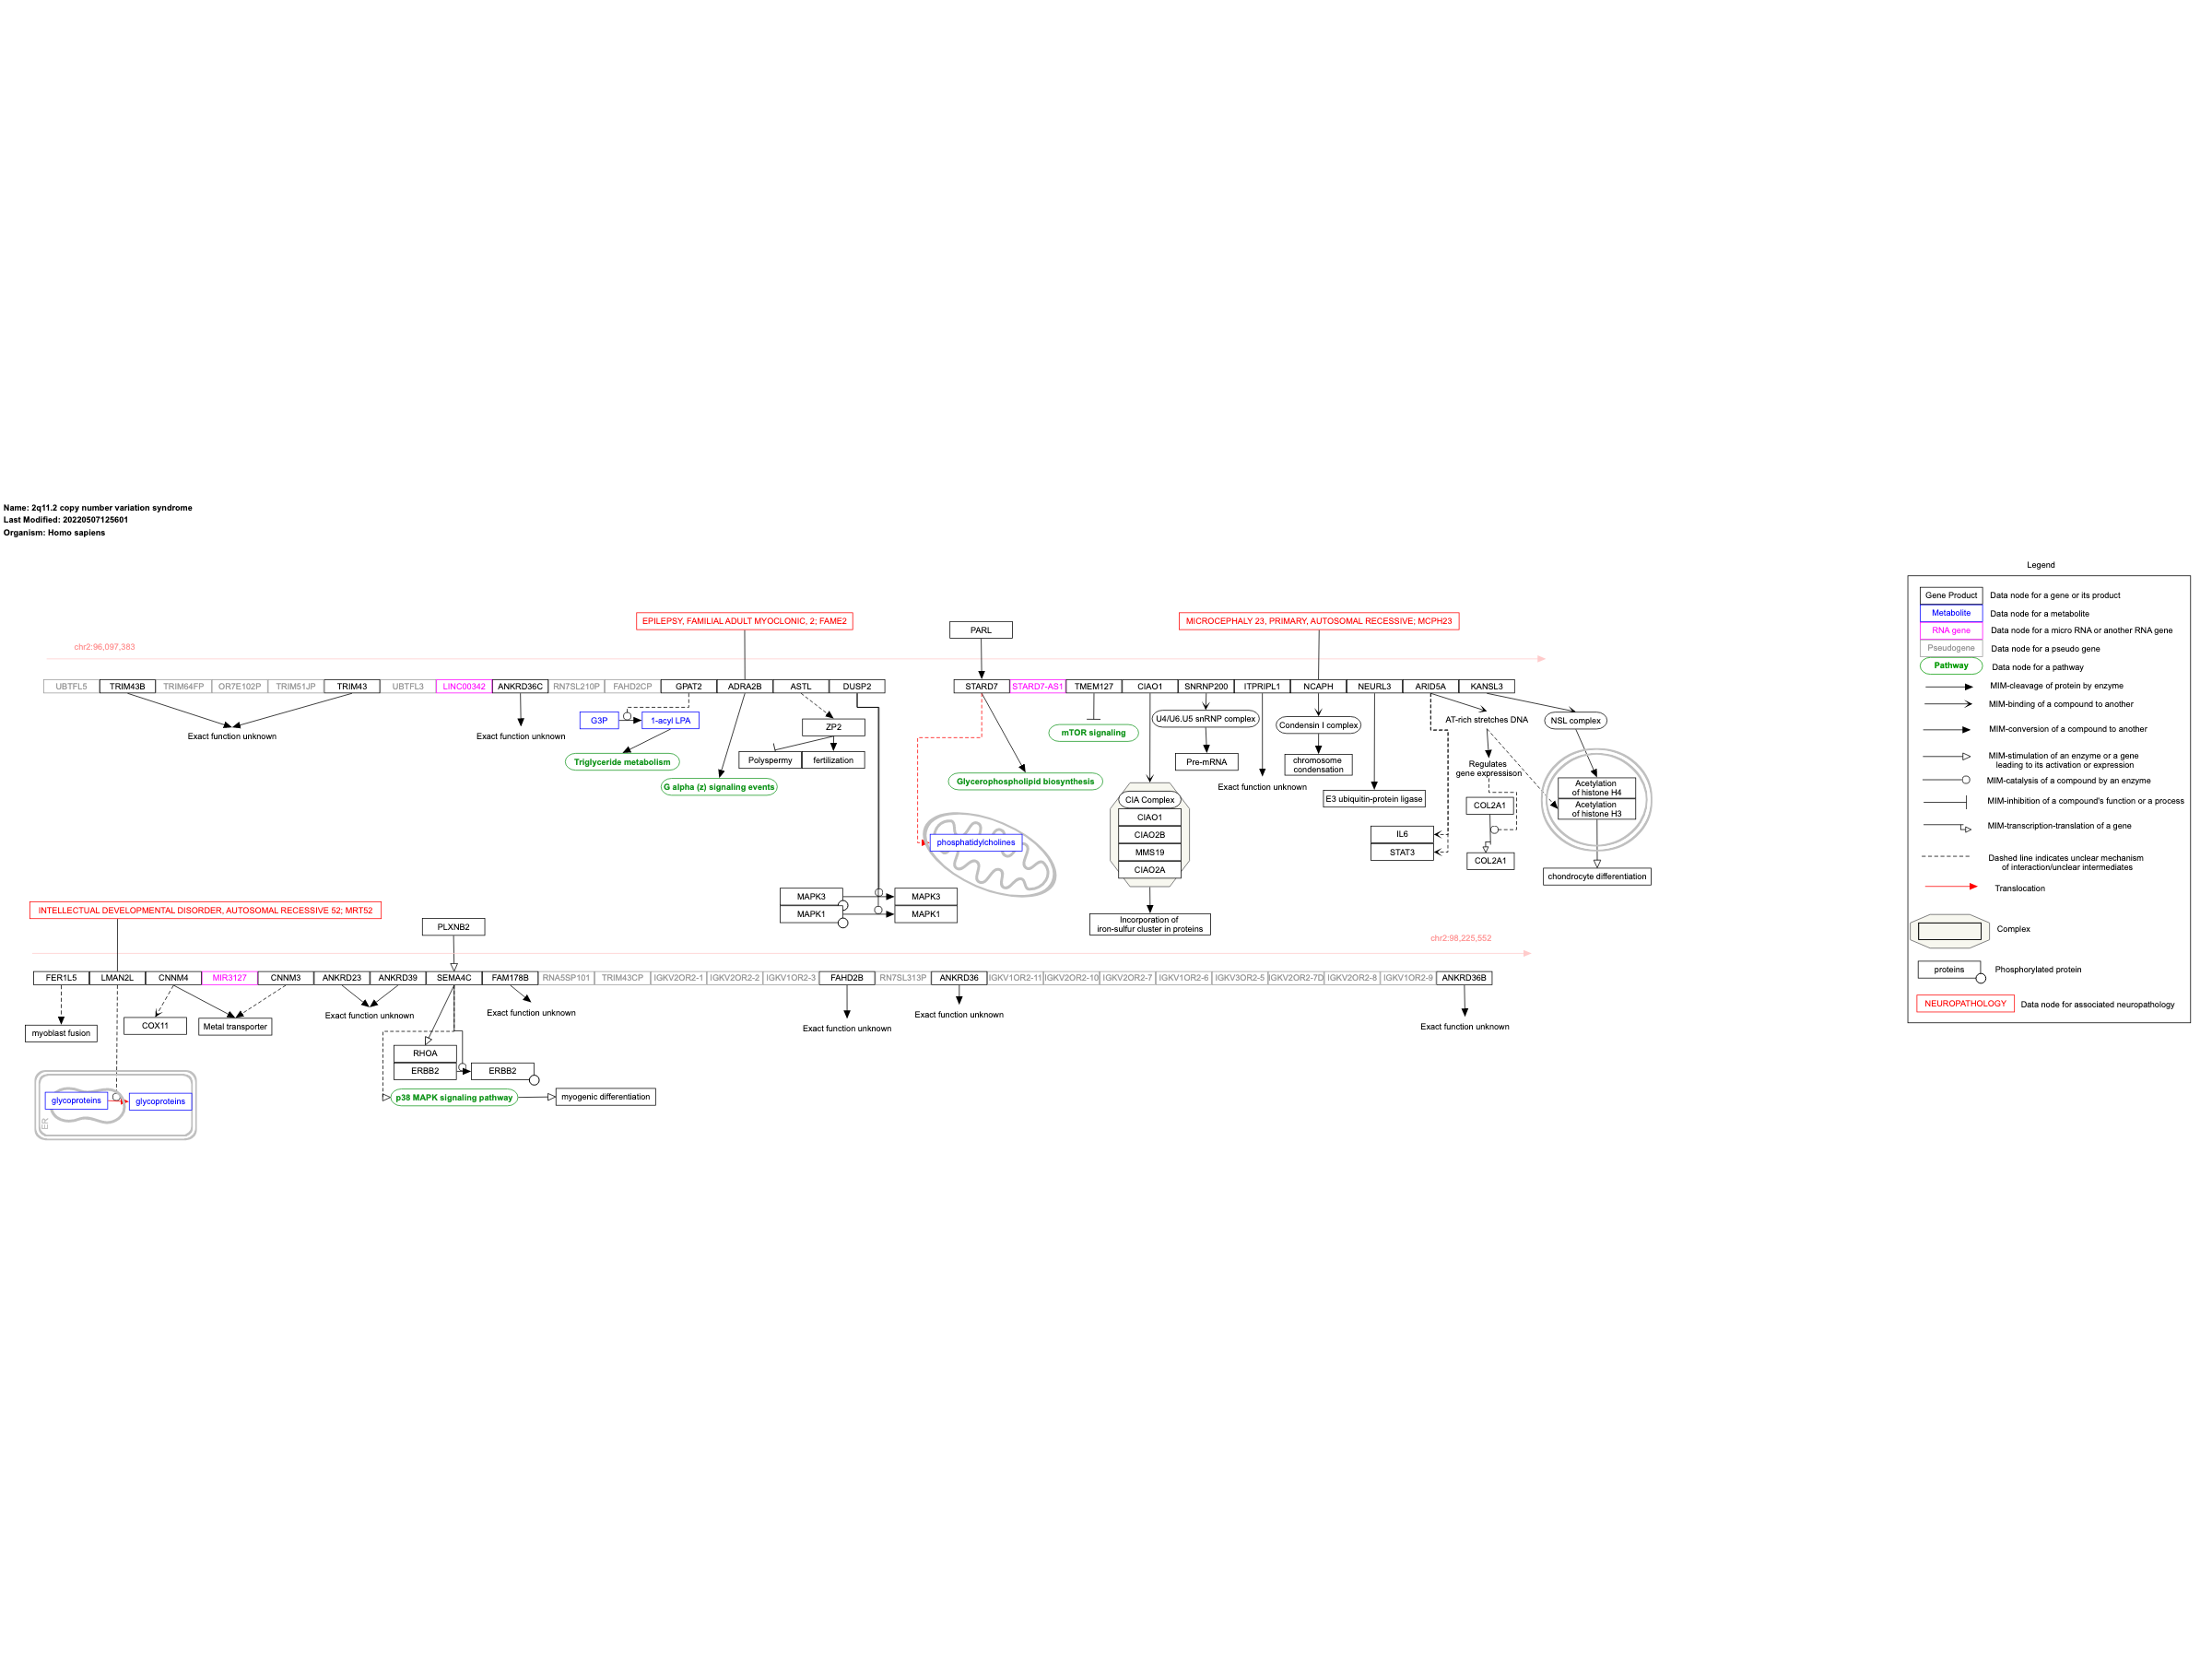 Name: 2q11.2 copy number variation syndrome
Last Modified: 20220507125601
Organism: Homo sapiens
Legend
Gene Product
Data node for a gene or its product
Metabolite
Data node for a metabolite
RNA gene
Data node for a micro RNA or another RNA gene
Pseudogene
Data node for a pseudo gene
Pathway
Data node for a pathway
MIM-cleavage of protein by enzyme
MIM-binding of a compound to another
MIM-conversion of a compound to another
MIM-stimulation of an enzyme or a gene
leading to its activation or expression
MIM-catalysis of a compound by an enzyme
MIM-inhibition of a compound's function or a process
MIM-transcription-translation of a gene
Dashed line indicates unclear mechanism
of interaction/unclear intermediates
Translocation
Complex
proteins
Phosphorylated protein
NEUROPATHOLOGY
Data node for associated neuropathology
EPILEPSY, FAMILIAL ADULT MYOCLONIC, 2; FAME2
PARL
MICROCEPHALY 23, PRIMARY, AUTOSOMAL RECESSIVE; MCPH23
chr2:96,097,383
UBTFL5
TRIM43B
TRIM64FP
OR7E102P
TRIM51JP
TRIM43
UBTFL3
LINC00342
ANKRD36C
RN7SL210P
FAHD2CP
GPAT2
ADRA2B
ASTL
DUSP2
STARD7
STARD7-AS1
TMEM127
CIAO1
SNRNP200
ITPRIPL1
NCAPH
NEURL3
ARID5A
KANSL3
Exact function unknown
Exact function unknown
G3P
1-acyl LPA
Triglyceride metabolism
G alpha (z) signaling events
ZP2
Polyspermy
fertilization
mTOR signaling
Glycerophospholipid biosynthesis
phosphatidylcholines
U4/U6.U5 snRNP complex
Pre-mRNA
Exact function unknown
Condensin I complex
chromosome
condensation
E3 ubiquitin-protein ligase
AT-rich stretches DNA
Regulates
gene expressison
NSL complex
Acetylation
of histone H4
Acetylation
of histone H3
chondrocyte differentiation
COL2A1
COL2A1
IL6
STAT3
CIA Complex
CIAO1
CIAO2B
MMS19
CIAO2A
Incorporation of
iron-sulfur cluster in proteins
MAPK3
MAPK1
MAPK3
MAPK1
INTELLECTUAL DEVELOPMENTAL DISORDER, AUTOSOMAL RECESSIVE 52; MRT52
PLXNB2
chr2:98,225,552
FER1L5
LMAN2L
CNNM4
MIR3127
CNNM3
ANKRD23
ANKRD39
SEMA4C
FAM178B
RNA5SP101
TRIM43CP
IGKV2OR2-1
IGKV2OR2-2
IGKV1OR2-3
FAHD2B
RN7SL313P
ANKRD36
IGKV1OR2-11
IGKV2OR2-10
IGKV2OR2-7
IGKV1OR2-6
IGKV3OR2-5
IGKV2OR2-7D
IGKV2OR2-8
IGKV1OR2-9
ANKRD36B
myoblast fusion
COX11
Metal transporter
Exact function unknown
Exact function unknown
Exact function unknown
Exact function unknown
Exact function unknown
RHOA
ERBB2
ERBB2
p38 MAPK signaling pathway
myogenic differentiation
glycoproteins
glycoproteins
ER